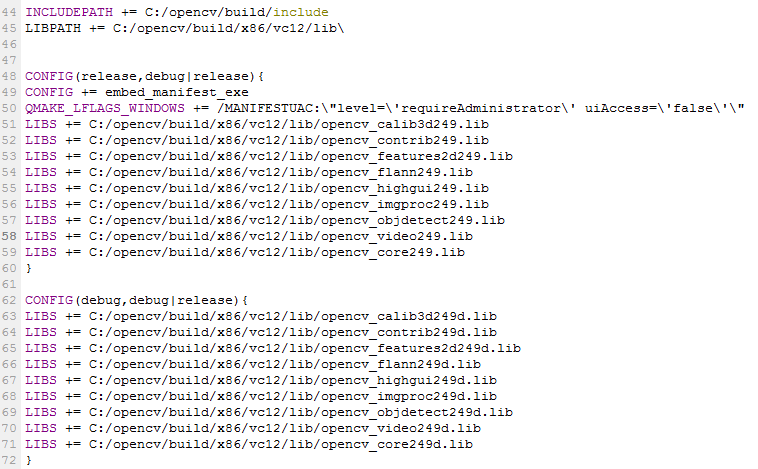 44 INCLUDEPATH += C:/opencv/build/include
45 LIBPATH += C:/opencv/build/x86/vc12/lib\
46
47
48 CONFIG(release,debug|release){
49 CONFIG += embed_manifest_exe
50 QMAKE_LFLAGS_WINDOWS += /MANIFESTUAC:\"level=\'requireAdministrator\' uiAccess=\'false\'\"
51 LIBS += C:/opencv/build/x86/vc12/lib/opencv_calib3d249.lib
52 LIBS += C:/opencv/build/x86/vc12/lib/opencv_contrib249.lib
53 LIBS += C:/opencv/build/x86/vc12/lib/opencv_features2d249.lib
54 LIBS += C:/opencv/build/x86/vc12/lib/opencv_flann249.lib
55 LIBS += C:/opencv/build/x86/vc12/lib/opencv_highgui249.lib
56 LIBS += C:/opencv/build/x86/vc12/lib/opencv_imgproc249.lib
57 LIBS += C:/opencv/build/x86/vc12/lib/opencv_objdetect249.lib
58 LIBS += C:/opencv/build/x86/vc12/lib/opencv_video249.lib
59 LIBS += C:/opencv/build/x86/vc12/lib/opencv_core249.lib
60 }
61
62 CONFIG(debug,debug|release){
63 LIBS += C:/opencv/build/x86/vc12/lib/opencv_calib3d249d.lib
64 LIBS += C:/opencv/build/x86/vc12/lib/opencv_contrib249d.lib
65 LIBS += C:/opencv/build/x86/vc12/lib/opencv_features2d249d.lib
66 LIBS += C:/opencv/build/x86/vc12/lib/opencv_flann249d.lib
67 LIBS += C:/opencv/build/x86/vc12/lib/opencv_highgui249d.lib
68 LIBS += C:/opencv/build/x86/vc12/lib/opencv_imgproc249d.lib
69 LIBS += C:/opencv/build/x86/vc12/lib/opencv_objdetect249d.lib
70 LIBS += C:/opencv/build/x86/vc12/lib/opencv_video249d.lib
71 LIBS += C:/opencv/build/x86/vc12/lib/opencv_core249d.lib
72 }